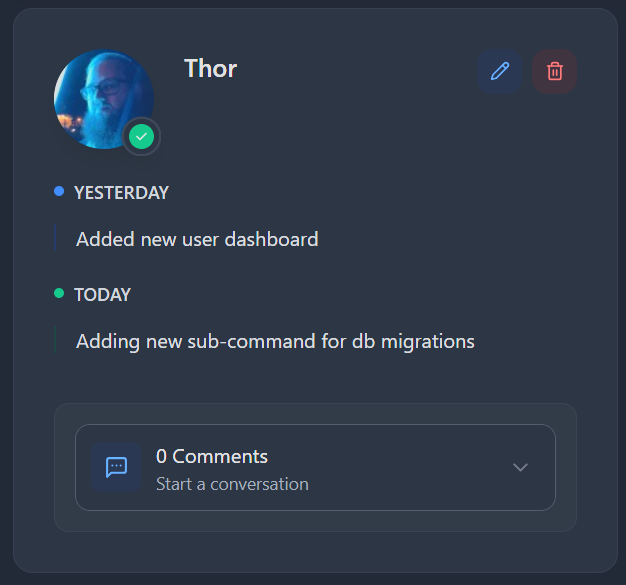 Thor
YESTERDAY
Added new user dashboard
TODAY
Adding new sub-command for db migrations
0 Comments
Start a conversation